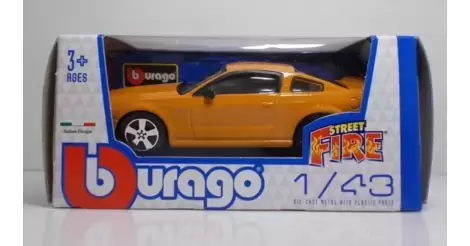 3+
AGES
burago
Italian Design
STREET
FIRE
burago
1/43
DIE-CAST METAL WITH PLASTIC PARTS